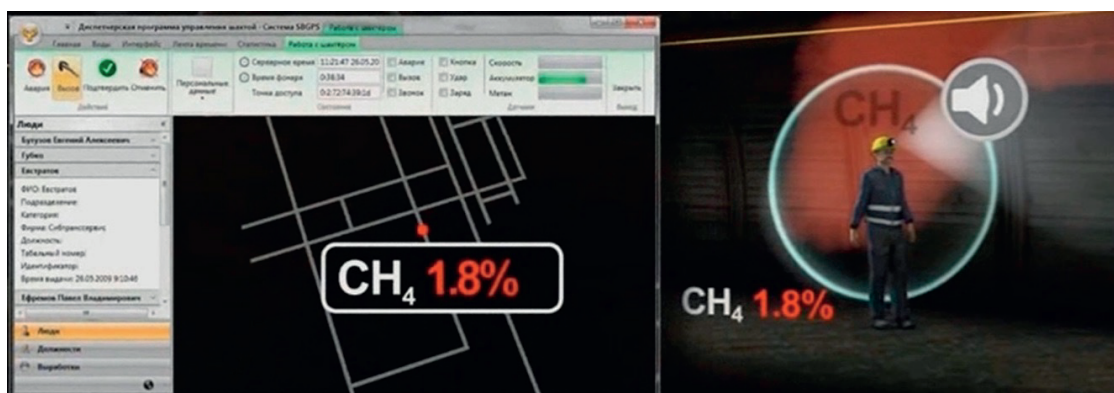 Диспетчерская программа управления шахтой - Система SBGPS Работа с шахтером
Главная Виды Интерфейс Лента времени Статистика Работа с шахтером
Авария Вызов Подтвердить Отменить
Действия
Персональные данные
Серверное время 11:21:47 26.05.20
Время фонаря 0:38:34
Точка доступа
Авария
Вызов
Звонок
Состояние
Кнопка
Удар
Заряд
Скорость
Аккумулятор
Метан
Датчики
Закрыть
Выход
Люди
Бутузов Евгений Алексеевич
Губин
Евстратов
ФИО: Евстратов
Подразделение:
Категория:
Фирма: Сибтранссервис
Должность:
Табельный номер:
Идентификатор:
Время выдачи: 26.05.2009 9:10:46
Ефремов Павел Владимирович
Люди
Должности
Выработки
CH₄ 1.8%
CH₄
CH₄ 1.8%